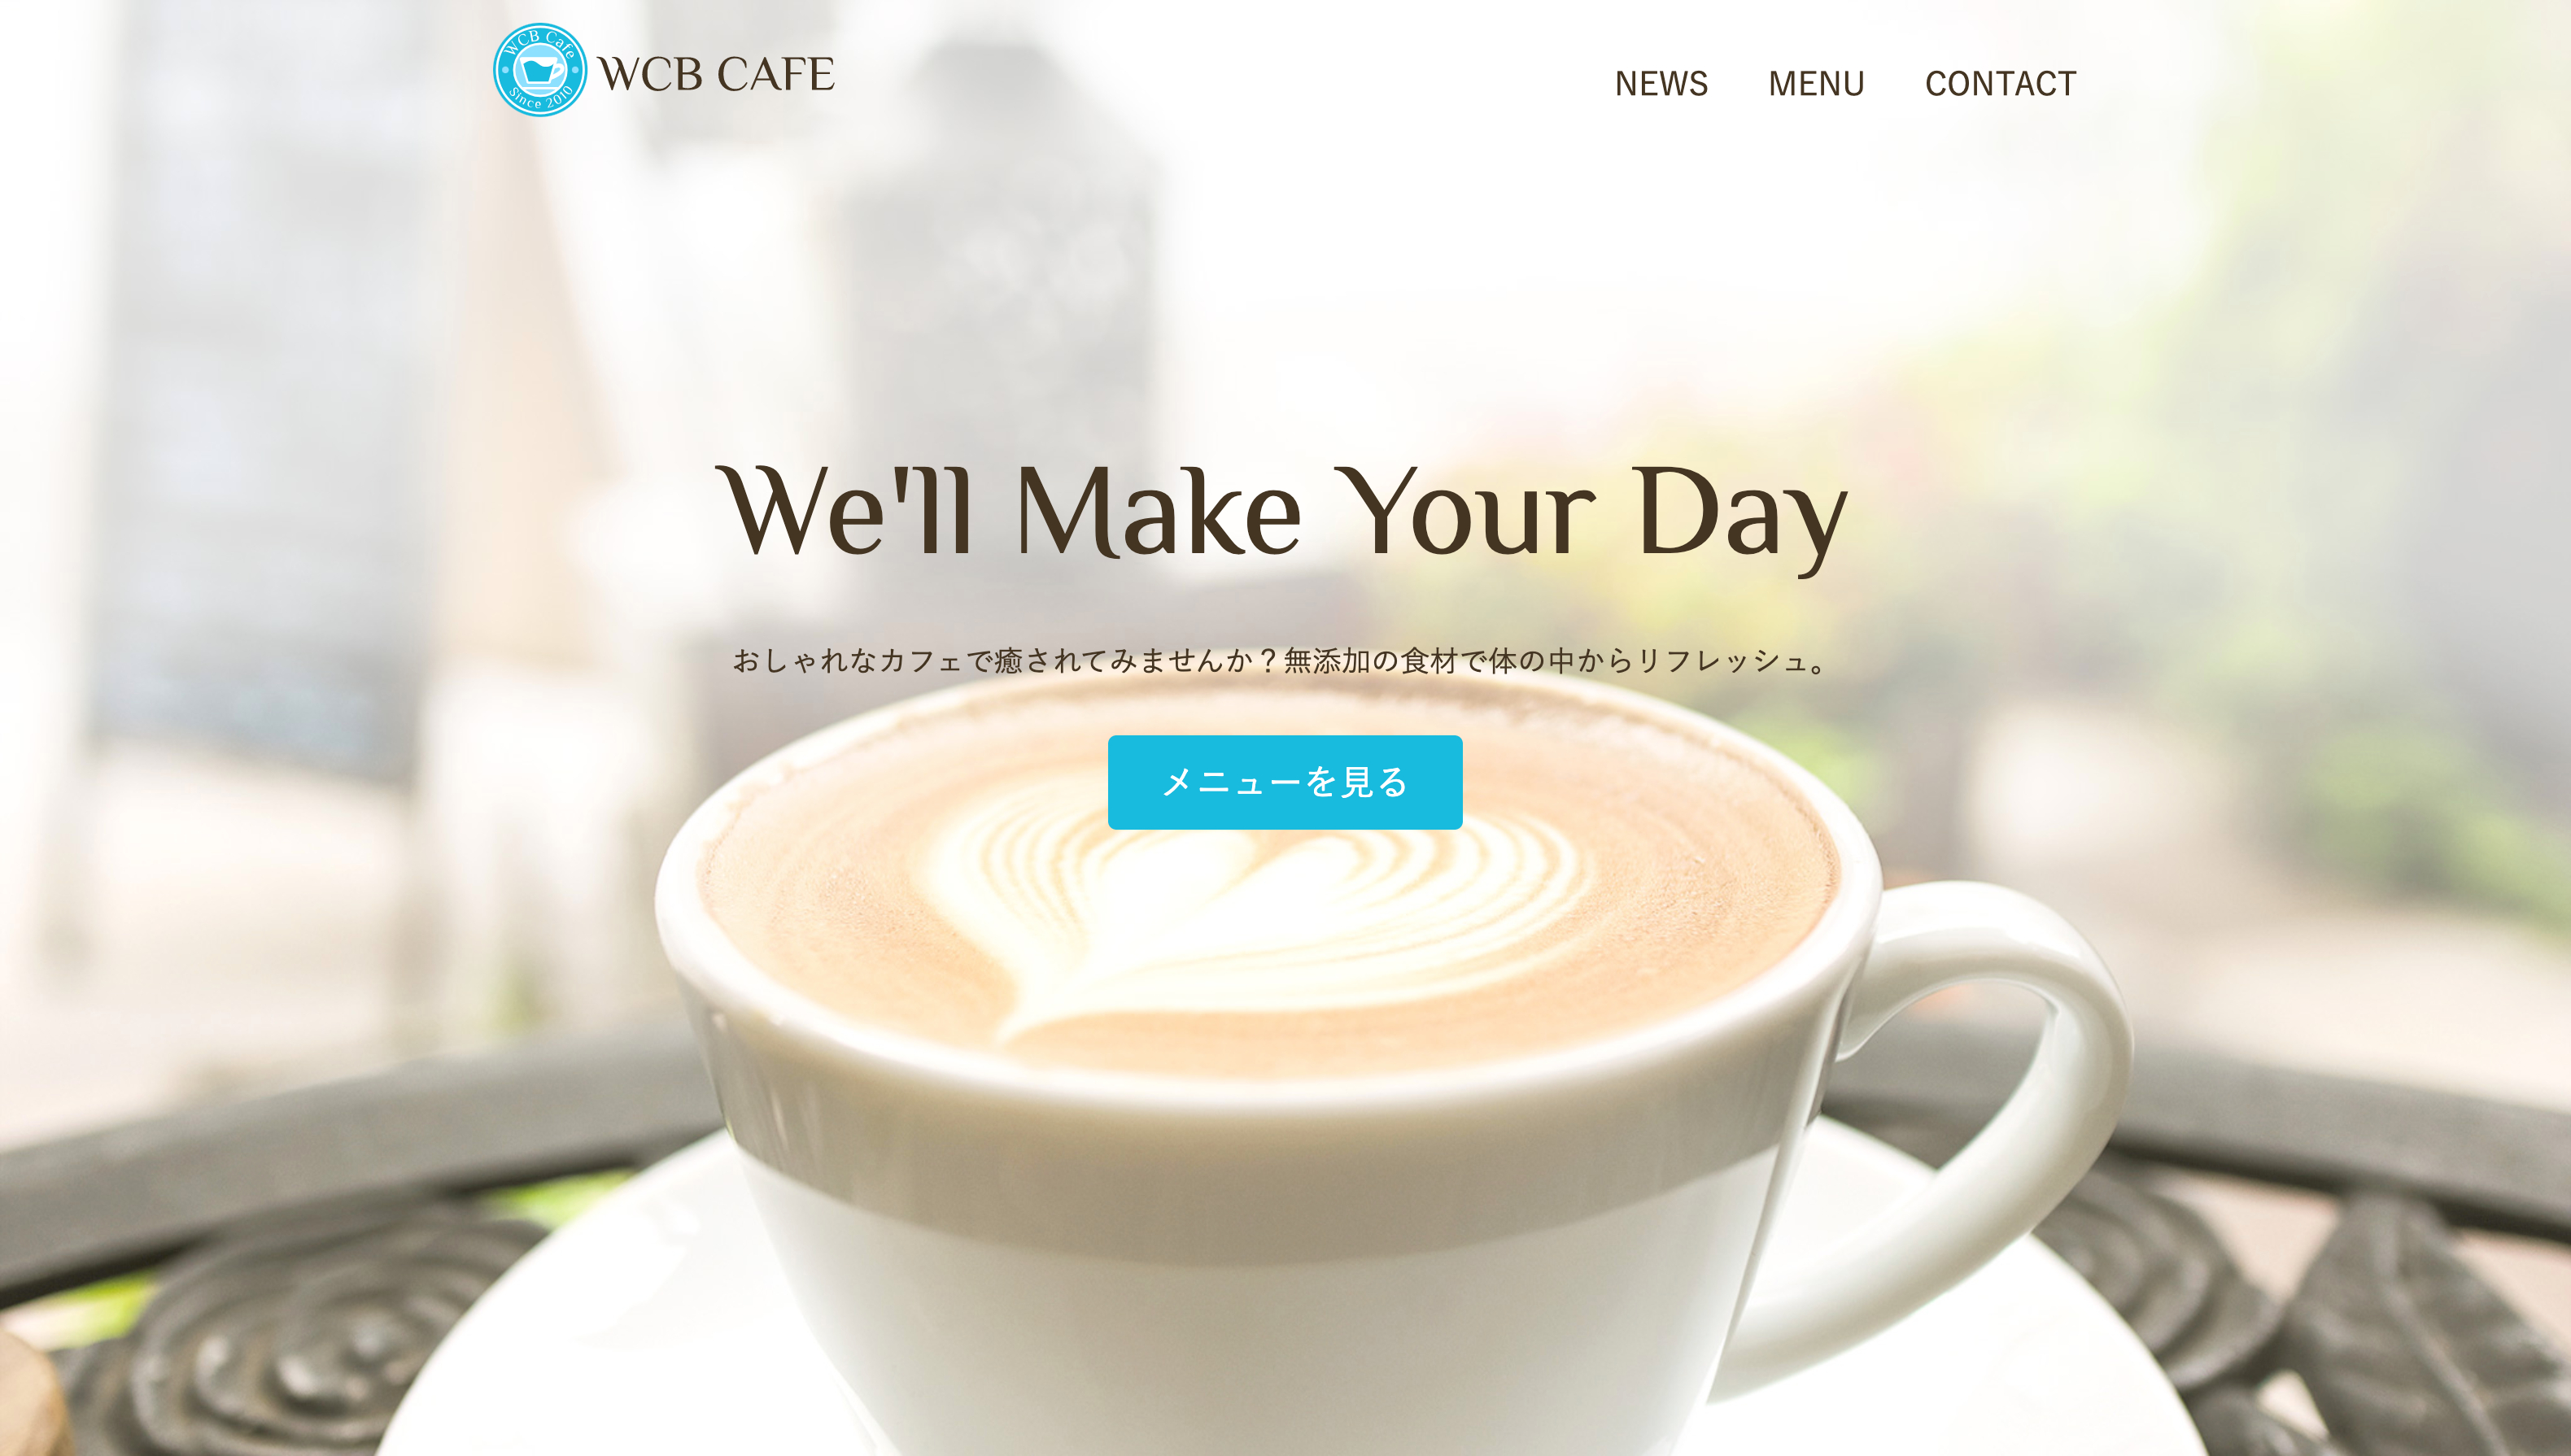 WCB Cafe
Since 2010
WCB CAFE
NEWS MENU CONTACT
We'll Make Your Day
おしゃれなカフェで癒されてみませんか？無添加の食材で体の中からリフレッシュ。
メニューを見る